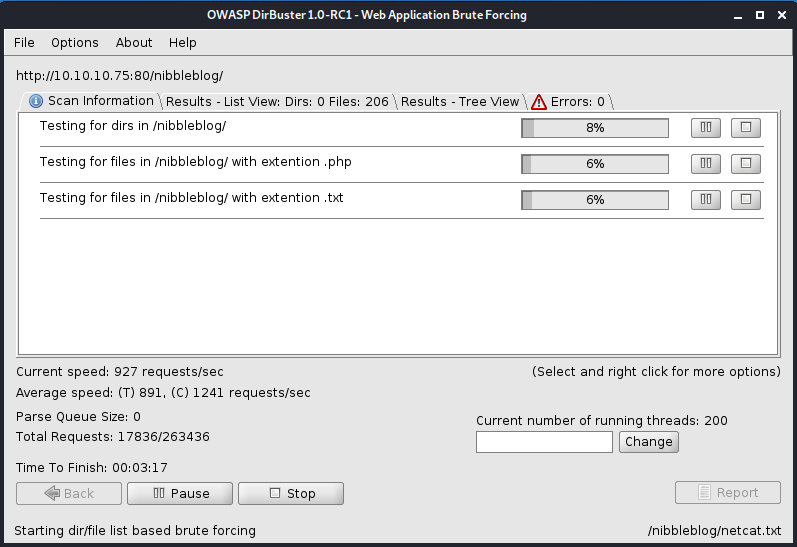 OWASP DirBuster 1.0-RC1 - Web Application Brute Forcing
File Options About Help
http://10.10.10.75:80/nibbleblog/
Scan Information Results - List View: Dirs: 0 Files: 206 Results - Tree View Errors: 0
Testing for dirs in /nibbleblog/ 8%
Testing for files in /nibbleblog/ with extention .php 6%
Testing for files in /nibbleblog/ with extention .txt 6%
Current speed: 927 requests/sec (Select and right click for more options)
Average speed: (T) 891, (C) 1241 requests/sec
Parse Queue Size: 0
Current number of running threads: 200
Total Requests: 17836/263436
Change
Time To Finish: 00:03:17
Back Pause Stop Report
Starting dir/file list based brute forcing /nibbleblog/netcat.txt